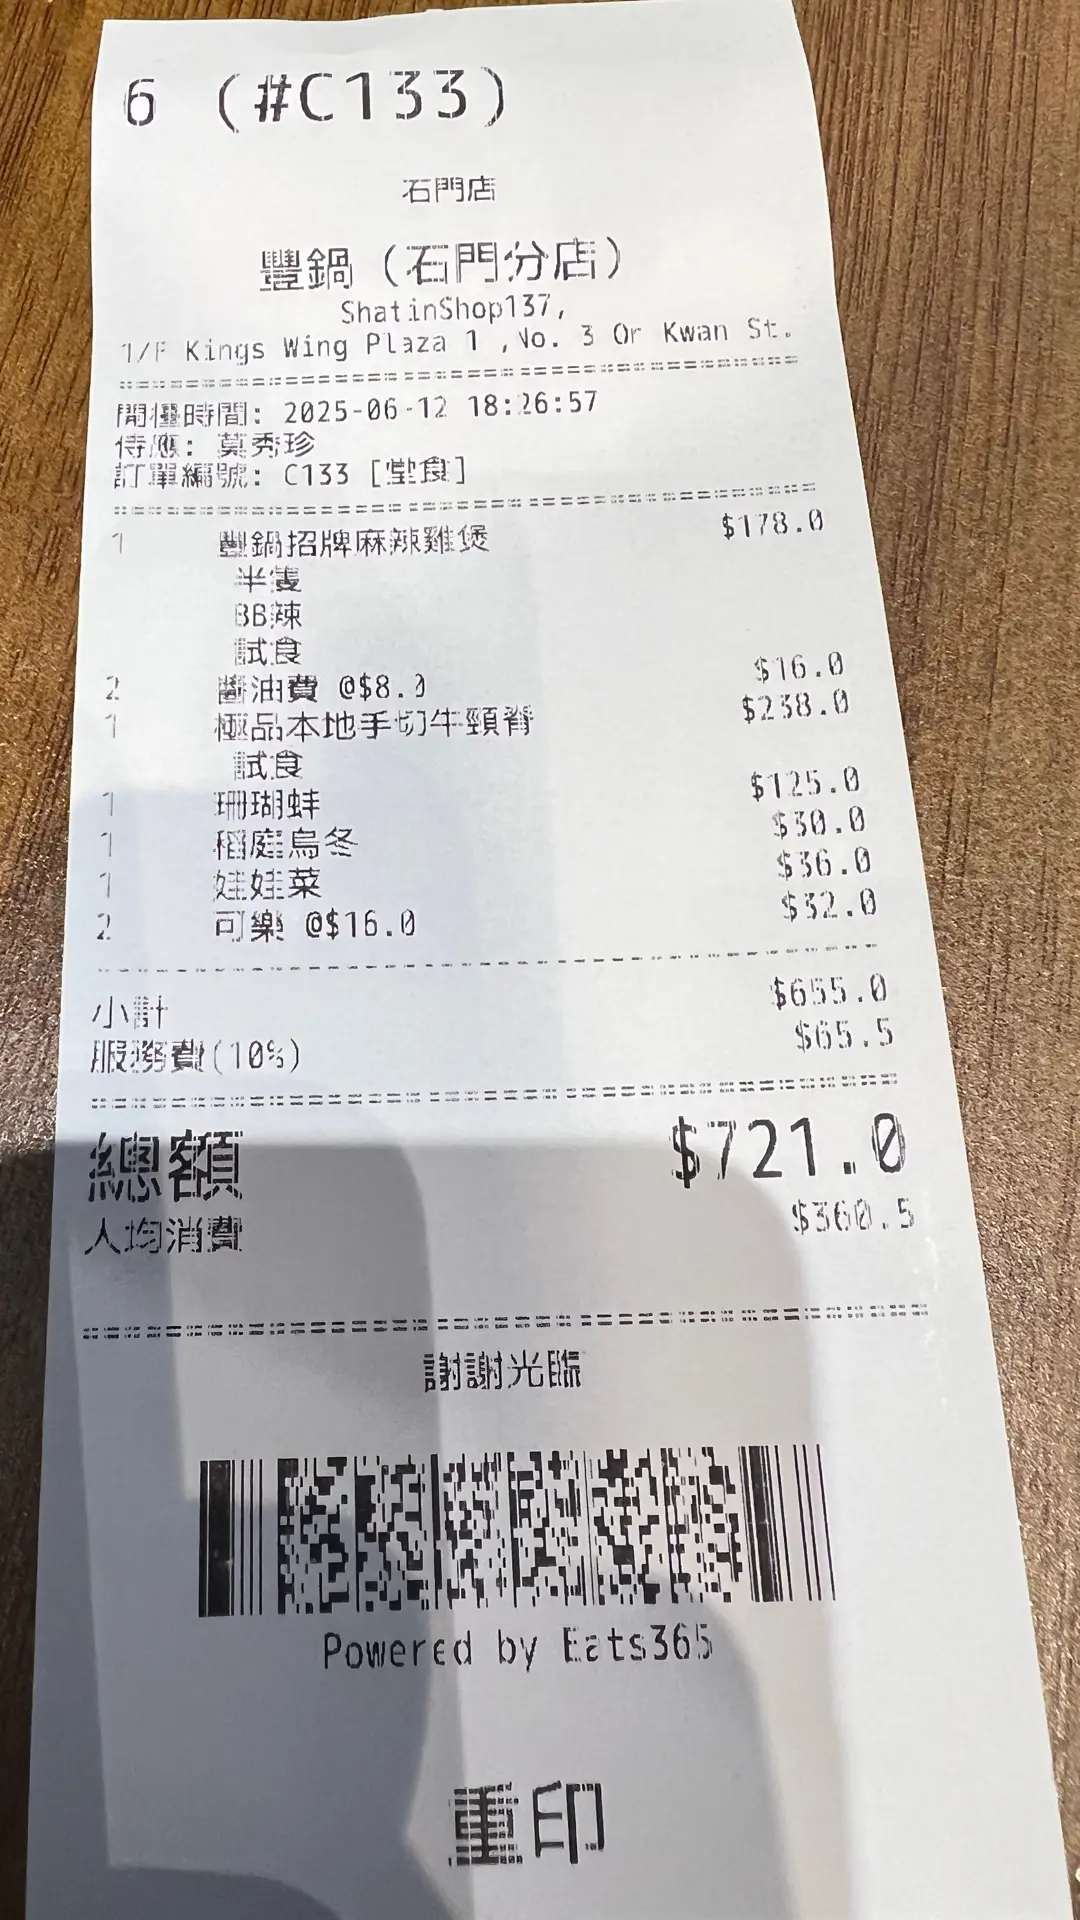 6 (#C133)
石門店
豐鍋 (石門分店)
ShatinShop137,
1/F Kings Wing Plaza 1 ,No. 3 On Kwan St.
開檯時間: 2025-06-12 18:26:57
侍應: 莫秀珍
訂單編號: C133 [堂食]
1 豐鍋招牌麻辣雞煲 $178.0
半隻
BB辣
試食
2 醬油費 @$8.0 $16.0
1 極品本地手切牛頸脊 $238.0
試食
1 珊瑚蚌 $125.0
1 稻庭烏冬 $30.0
1 娃娃菜 $36.0
2 可樂 @$16.0 $32.0
小計 $655.0
服務費(10%) $65.5
總額 $721.0
人均消費 $360.5
謝謝光臨
Powered by Eats365
重印